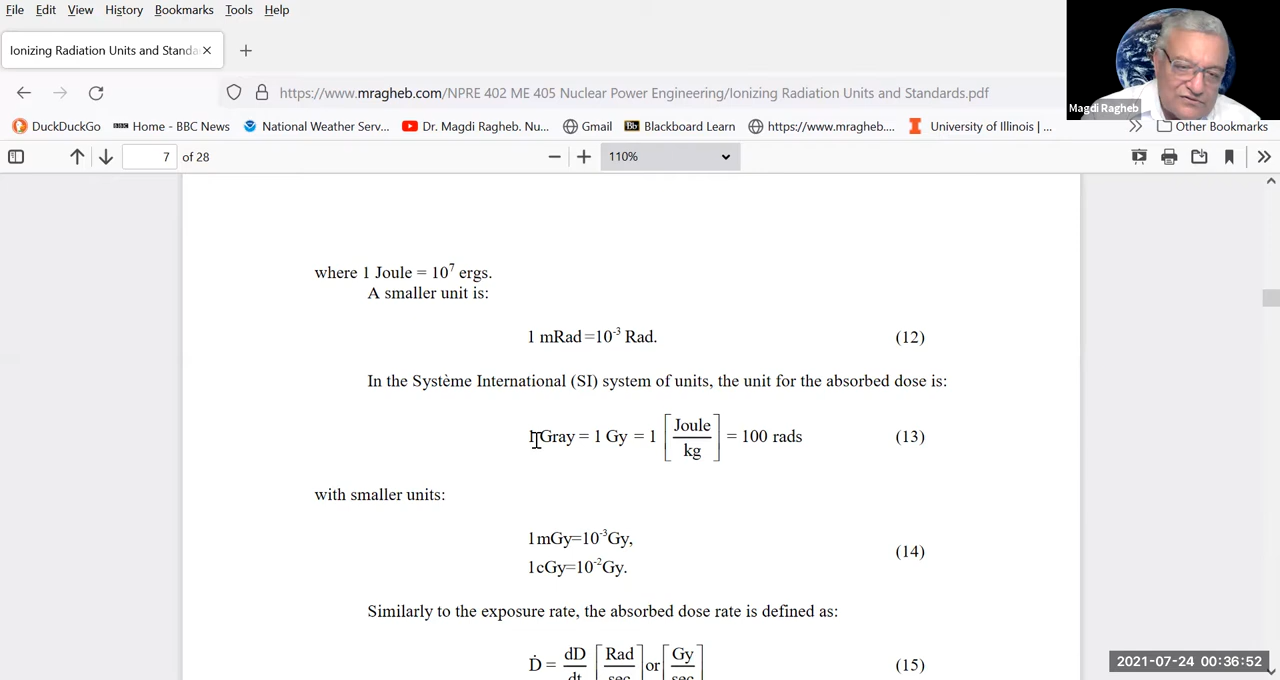 File Edit View History Bookmarks Tools Help
Ionizing Radiation Units and Standa
https://www.mragheb.com/NPRE 402 ME 405 Nuclear Power Engineering/Ionizing Radiation Units and Standards.pdf
Magdi Ragheb
DuckDuckGo BBC Home - BBC News National Weather Serv... Dr. Magdi Ragheb. Nu... Gmail Bb Blackboard Learn https://www.mragheb.... University of Illinois |... Other Bookmarks
7 of 28 110%
where 1 Joule = 10⁷ ergs.
A smaller unit is:
1 mRad =10⁻³ Rad. (12)
In the Système International (SI) system of units, the unit for the absorbed dose is:
1 Gray = 1 Gy = 1 [Joule/kg] = 100 rads (13)
with smaller units:
1mGy=10⁻³Gy,
1cGy=10⁻²Gy. (14)
Similarly to the exposure rate, the absorbed dose rate is defined as:
Ḋ = dD/dt [Rad/sec] or [Gy/sec] (15)
2021-07-24 00:36:52